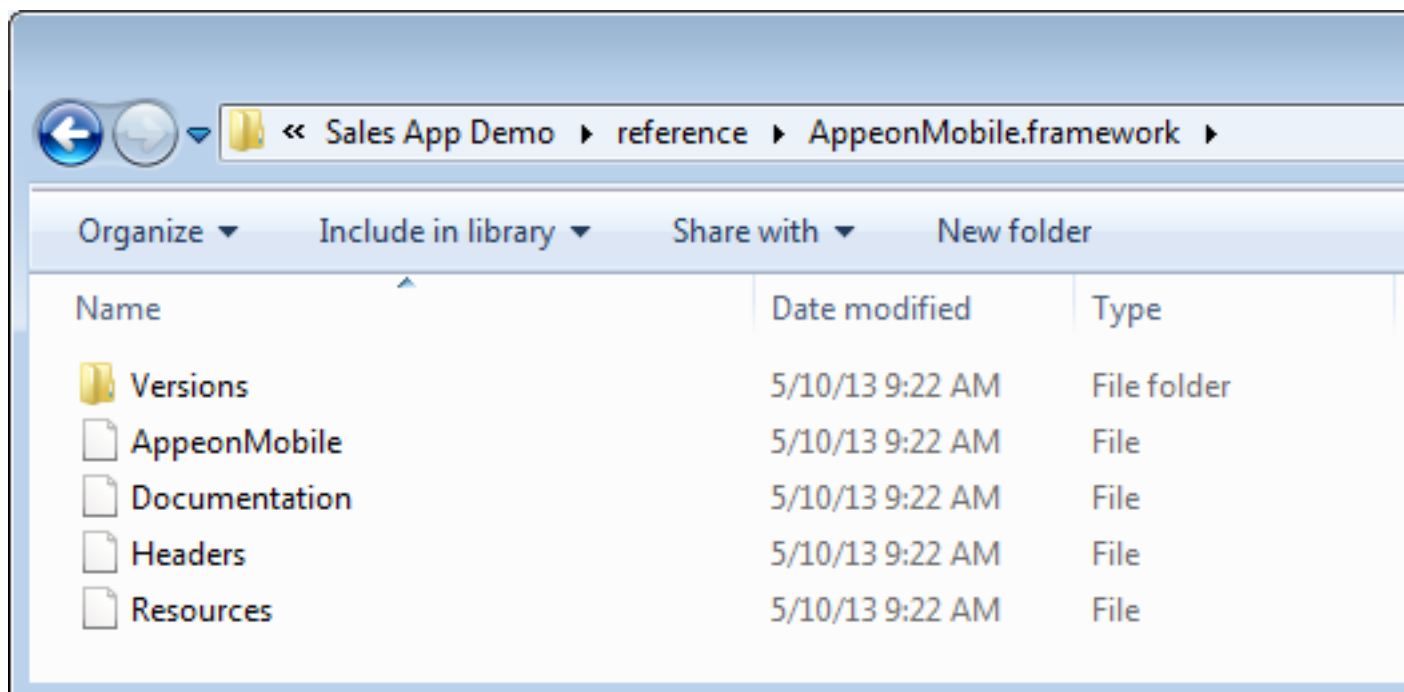 « Sales App Demo reference AppeonMobile.framework
Organize Include in library Share with New folder
Name Date modified Type
Versions 5/10/13 9:22 AM File folder
AppeonMobile 5/10/13 9:22 AM File
Documentation 5/10/13 9:22 AM File
Headers 5/10/13 9:22 AM File
Resources 5/10/13 9:22 AM File